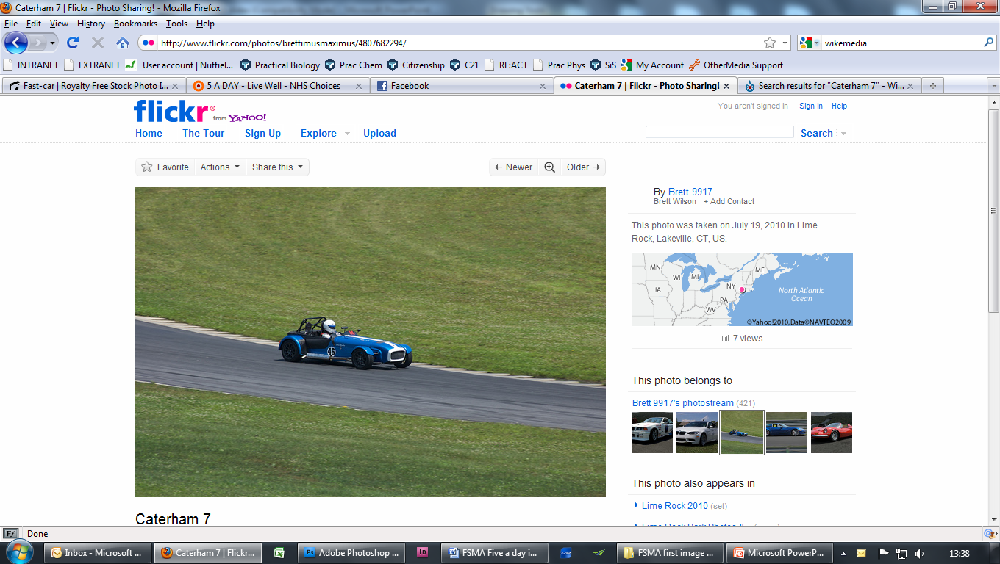 Caterham 7 | Flickr - Photo Sharing! - Mozilla Firefox
File Edit View History Bookmarks Tools Help
http://www.flickr.com/photos/brettimusmaximus/4807682294/ wikemedia
INTRANET EXTRANET User account | Nuffiel... Practical Biology Prac Chem Citizenship C21 RE:ACT Prac Phys SiS My Account OtherMedia Support
Fast-car | Royalty Free Stock Photo I... 5 A DAY - Live Well - NHS Choices Facebook Caterham 7 | Flickr - Photo Sharing! Search results for "Caterham 7" - Wi...
flickr® from YAHOO!
You aren't signed in Sign In Help
Home The Tour Sign Up Explore Upload
Search
Favorite Actions Share this
← Newer Older →
46
By Brett 9917
Brett Wilson + Add Contact
This photo was taken on July 19, 2010 in Lime
Rock, Lakeville, CT, US.
MN WI MI ME
IA NY PA WV
North Atlantic
Ocean
©Yahoo!2010,Data©NAVTEQ2009
7 views
This photo belongs to
Brett 9917's photostream (421)
This photo also appears in
Lime Rock 2010 (set)
Caterham 7
Done
Inbox - Microsoft ... Caterham 7 | Flickr... Ps Adobe Photoshop ... Id FSMA Five a day i... FSMA first image ... Microsoft PowerP... 13:38